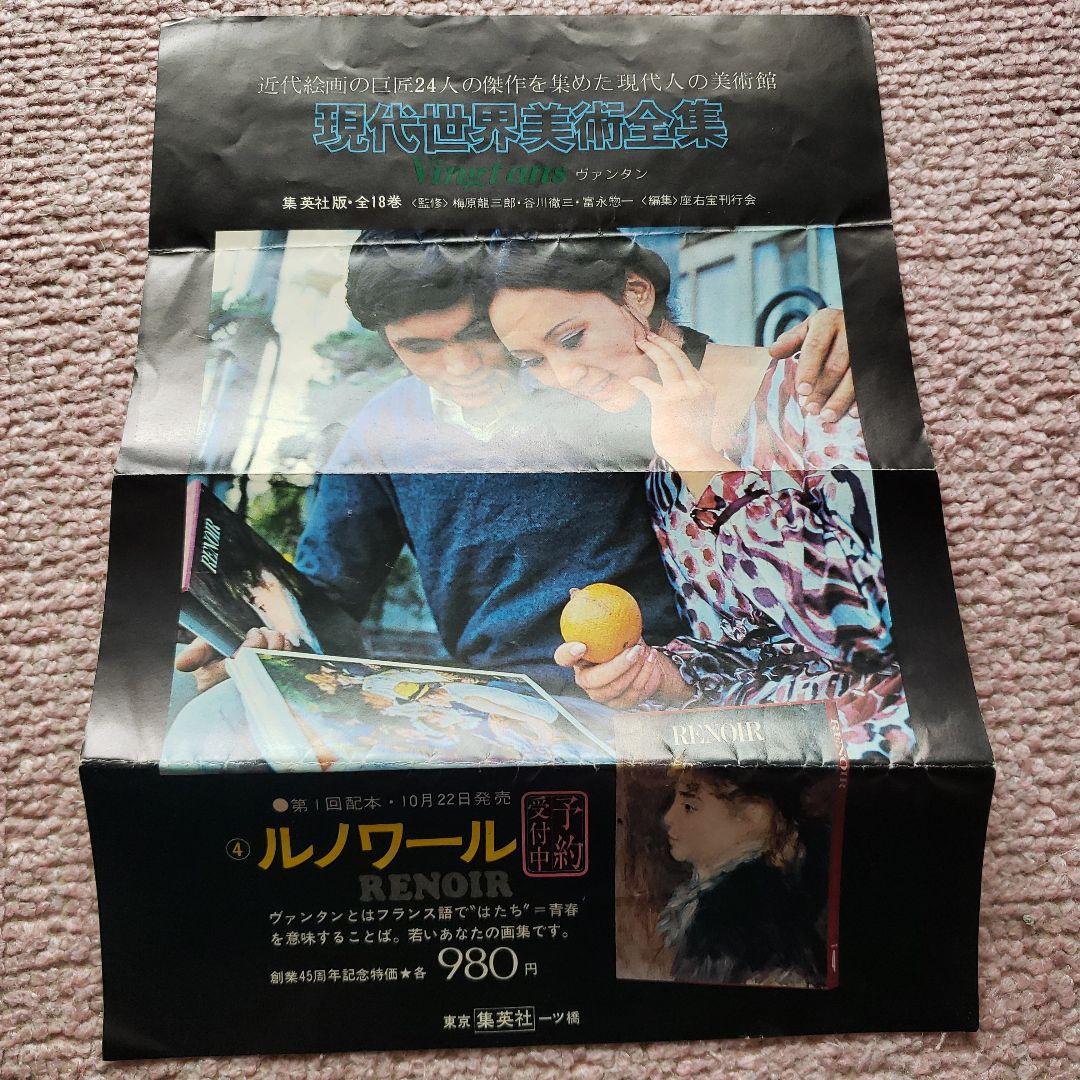 近代絵画の巨匠24人の傑作を集めた現代人の美術館
現代世界美術全集
Vingt ans ヴァンタン
集英社版・全18巻 〈監修〉梅原龍三郎・谷川徹三・富永惣一 〈編集〉座右宝刊行会
RENOIR
RENOIR
RENOIR
●第1回配本・10月22日発売
予約
受付中
④ ルノワール
RENOIR
ヴァンタンとはフランス語で“はたち”=青春
を意味することば。若いあなたの画集です。
創業45周年記念特価★各 980円
東京 集英社 一ツ橋